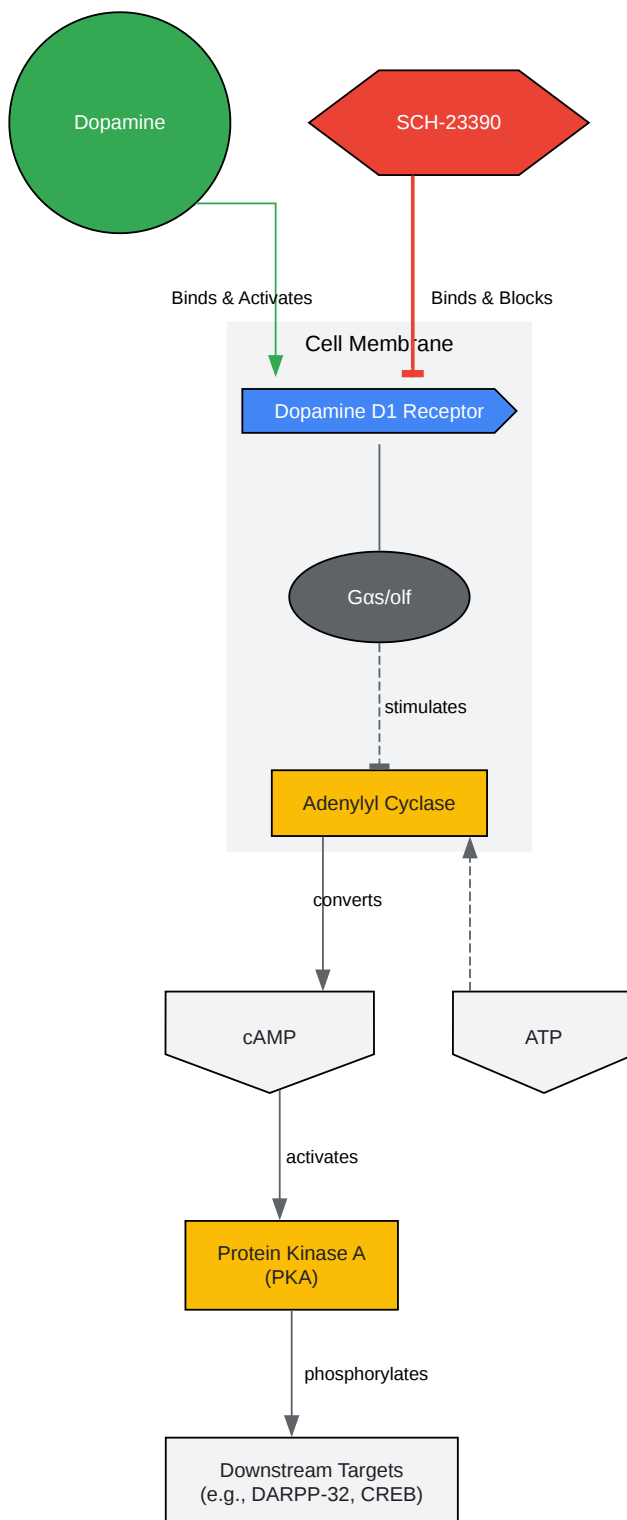 Dopamine
SCH-23390
Binds & Activates
Binds & Blocks
Cell Membrane
Dopamine D1 Receptor
Gαs/olf
stimulates
Adenylyl Cyclase
converts
cAMP
ATP
activates
Protein Kinase A
(PKA)
phosphorylates
Downstream Targets
(e.g., DARPP-32, CREB)